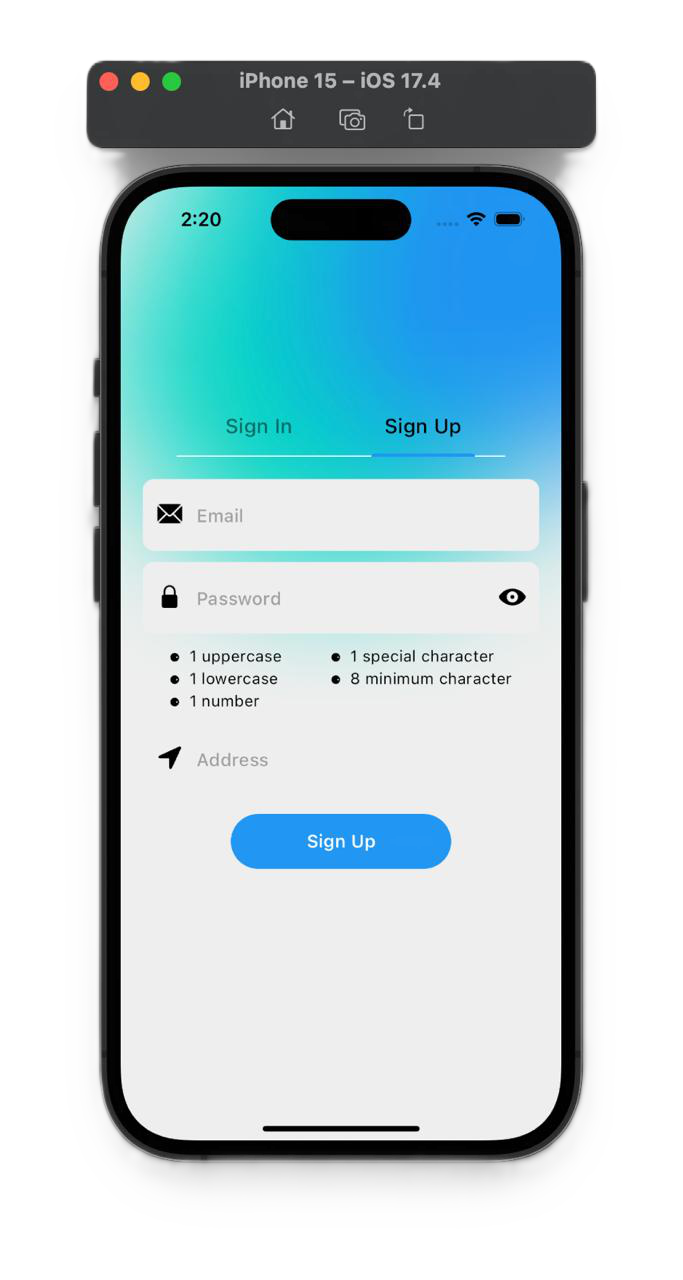 iPhone 15 – iOS 17.4
2:20
Sign In
Sign Up
Email
Password
1 uppercase
1 special character
1 lowercase
8 minimum character
1 number
Address
Sign Up